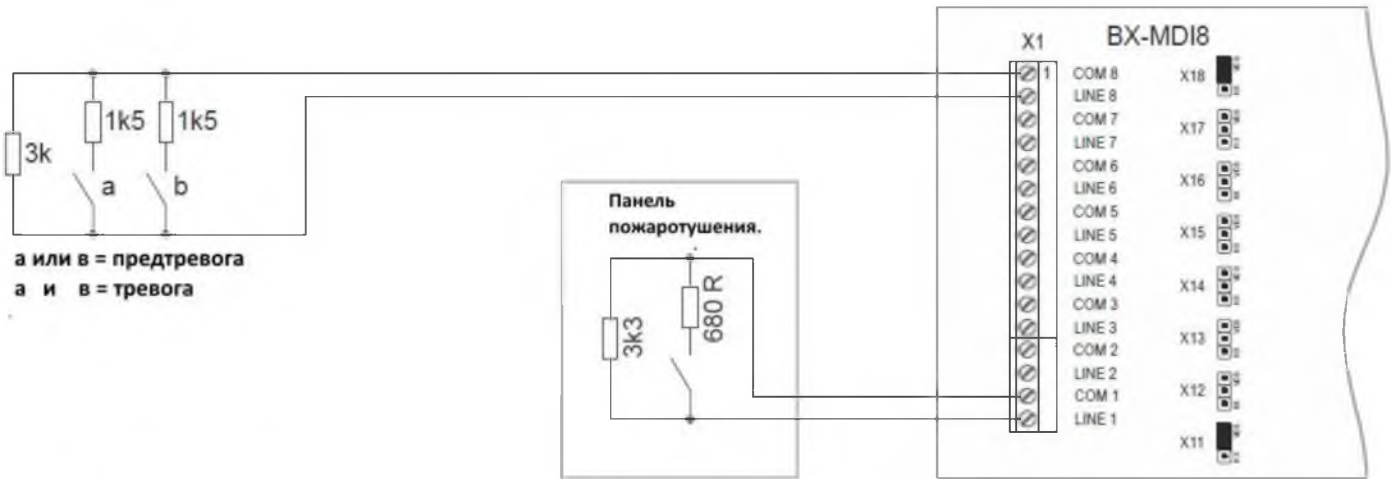 BX-MDI8
X1
1
COM 8
LINE 8
COM 7
LINE 7
COM 6
LINE 6
COM 5
LINE 5
COM 4
LINE 4
COM 3
LINE 3
COM 2
LINE 2
COM 1
LINE 1
X18
X17
X16
X15
X14
X13
X12
X11
3k
1k5
1k5
a
b
а или в = предтревога
а и в = тревога
Панель
пожаротушения.
3k3
680 R